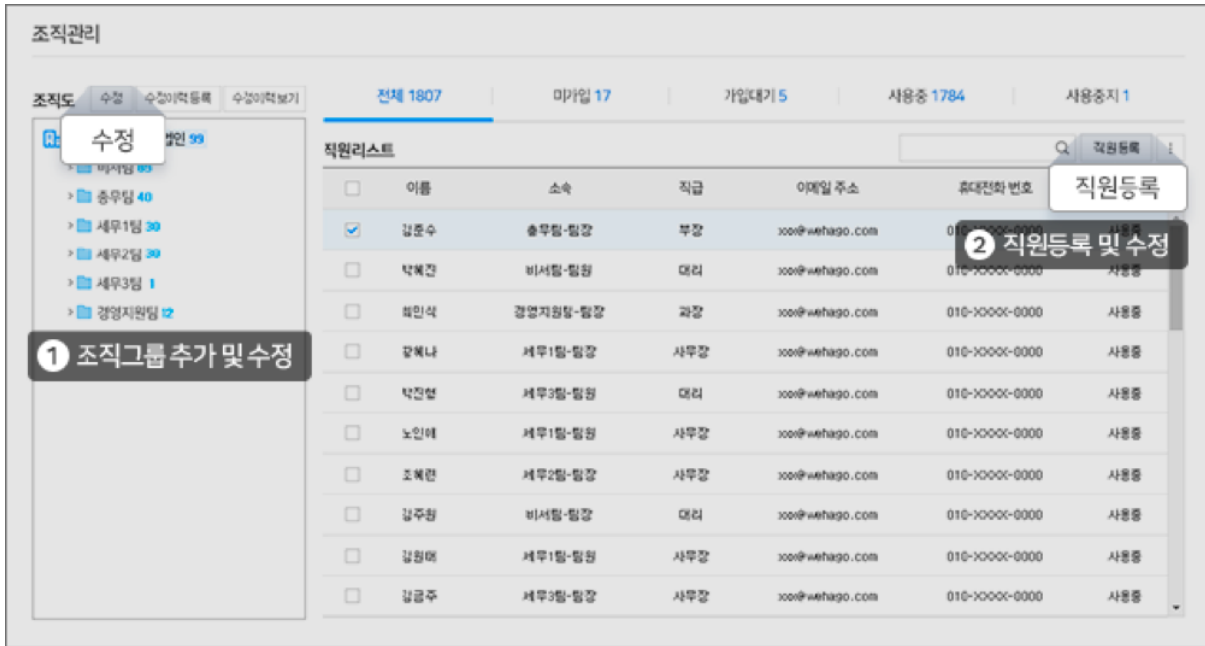 조직관리
조직도 수정 수정이력등록 수정이력보기
전체 1807 미가입 17 가입대기 5 사용중 1784 사용중지 1
수정
법인 99
직원리스트 직원등록
비서팀 85
총무팀 40
세무1팀 30
세무2팀 30
세무3팀 1
경영지원팀 12
1 조직그룹 추가 및 수정
이름 소속 직급 이메일 주소 휴대전화 번호 직원등록
2 직원등록 및 수정
김준수 총무팀-팀장 부장 xxx@wehago.com
박혜진 비서팀-팀원 대리 xxx@wehago.com 010-XXXX-0000 사용중
최민식 경영지원팀-팀장 과장 xxx@wehago.com 010-XXXX-0000 사용중
강혜나 세무1팀-팀장 사무장 xxx@wehago.com 010-XXXX-0000 사용중
박진형 세무3팀-팀원 대리 xxx@wehago.com 010-XXXX-0000 사용중
노인애 세무1팀-팀원 사무장 xxx@wehago.com 010-XXXX-0000 사용중
조혜련 세무2팀-팀장 사무장 xxx@wehago.com 010-XXXX-0000 사용중
김주원 비서팀-팀장 대리 xxx@wehago.com 010-XXXX-0000 사용중
김원태 세무1팀-팀원 사무장 xxx@wehago.com 010-XXXX-0000 사용중
김금주 세무3팀-팀장 사무장 xxx@wehago.com 010-XXXX-0000 사용중